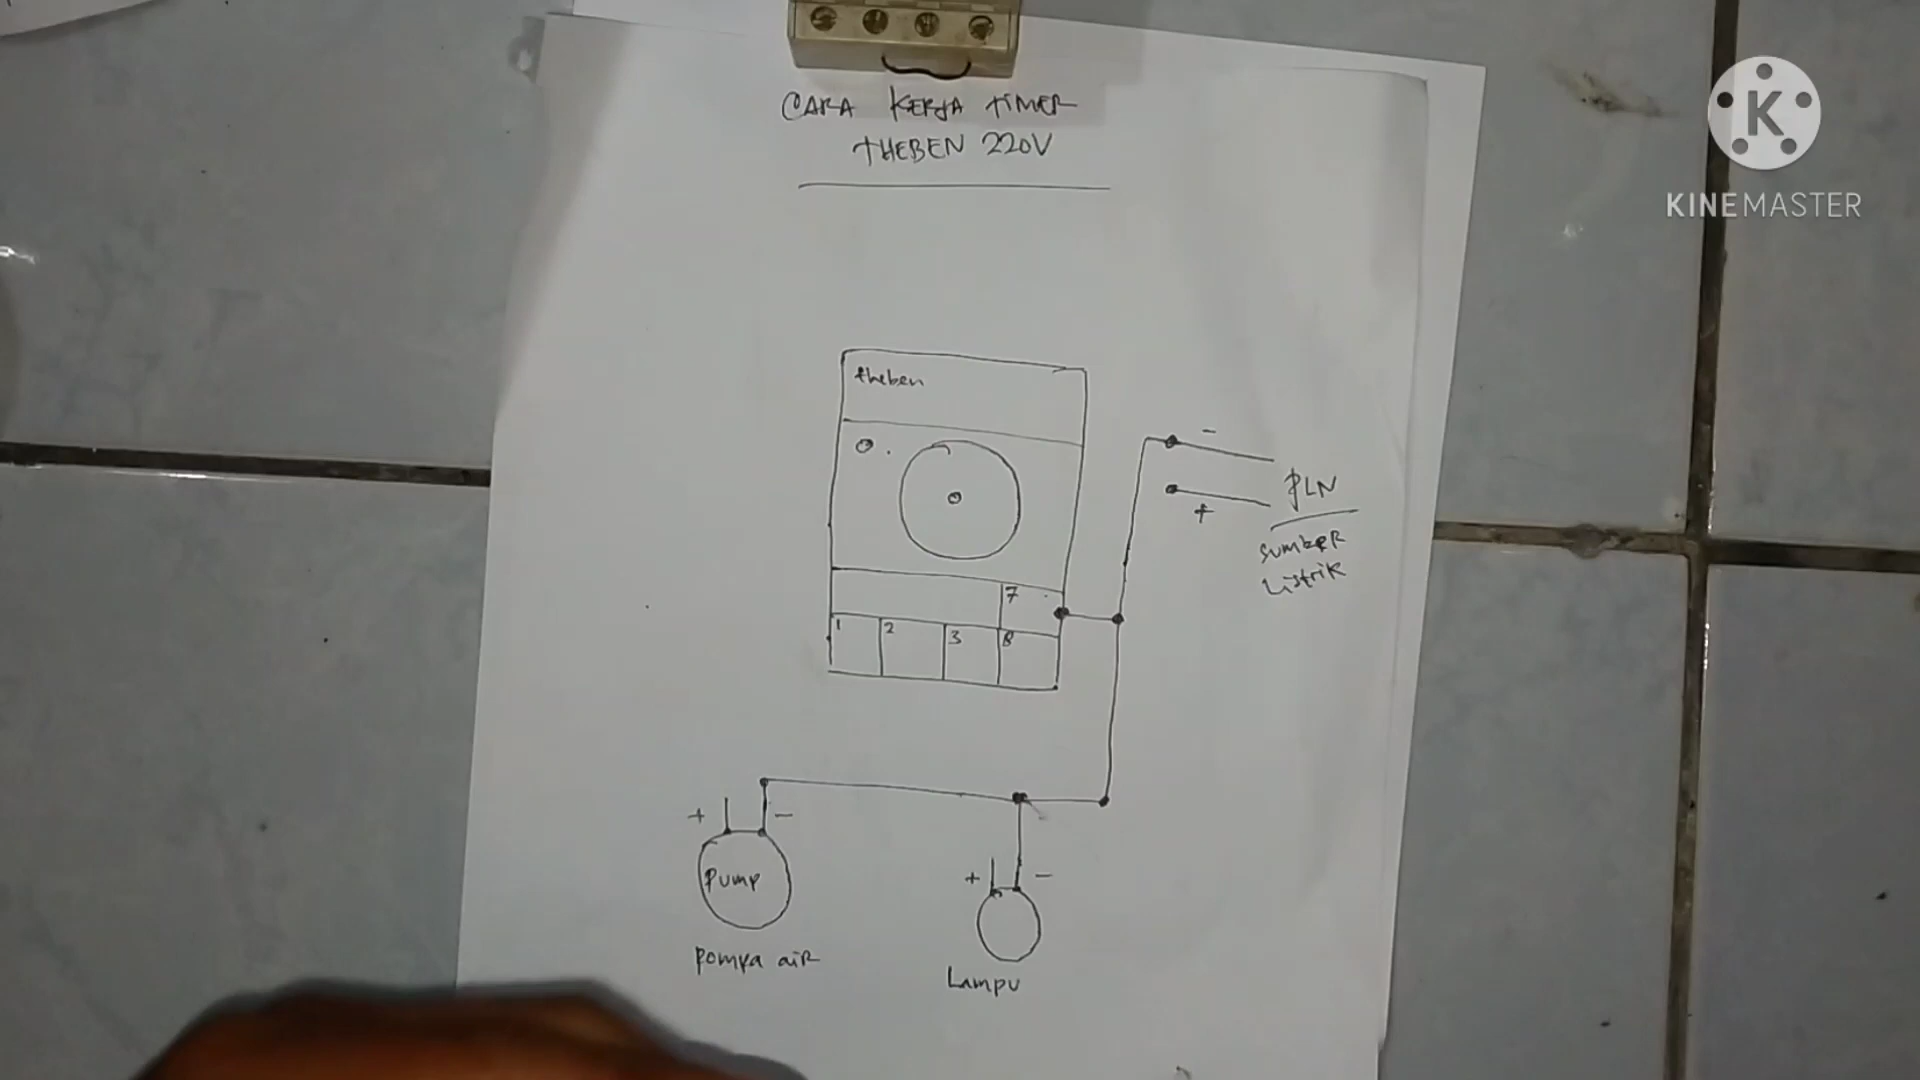 CARA KERJA TIMER
THEBEN 220V
K
KINEMASTER
theben
-
PLN
+
sumber
Listrik
7
1 2 3 8
+ -
Pump
+ -
Pompa air
Lampu